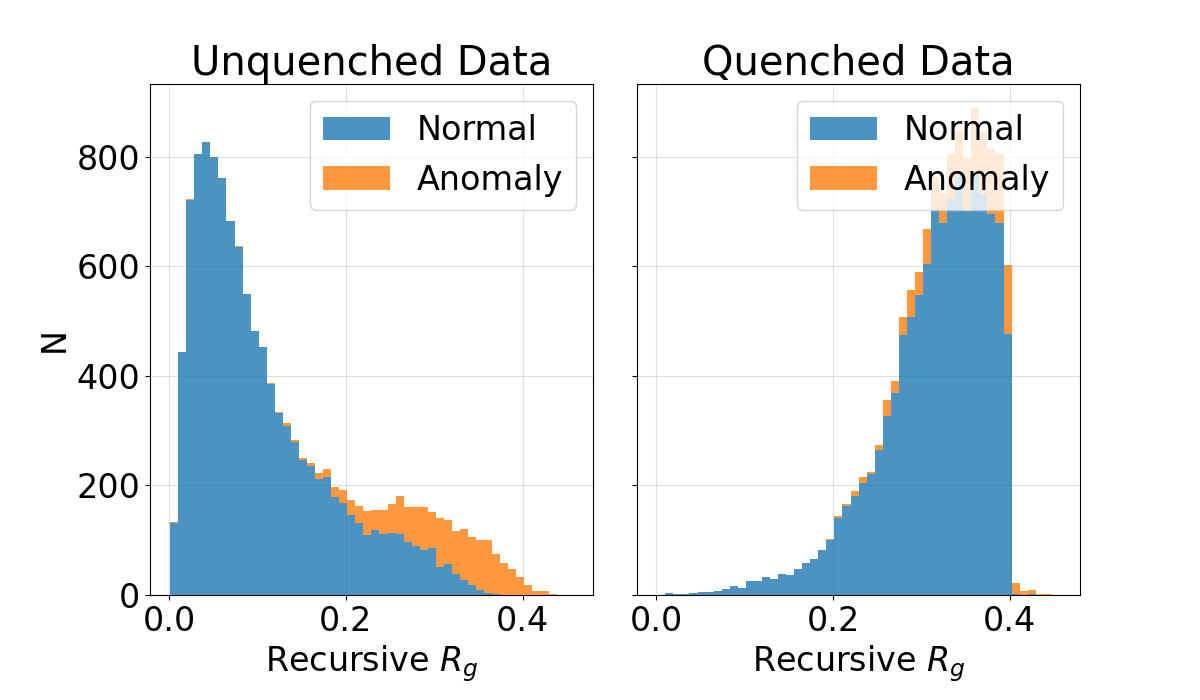 Unquenched Data
Quenched Data
Normal
Anomaly
Normal
Anomaly
N
800
600
400
200
0
0.0 0.2 0.4
0.0 0.2 0.4
Recursive $R_g$
Recursive $R_g$